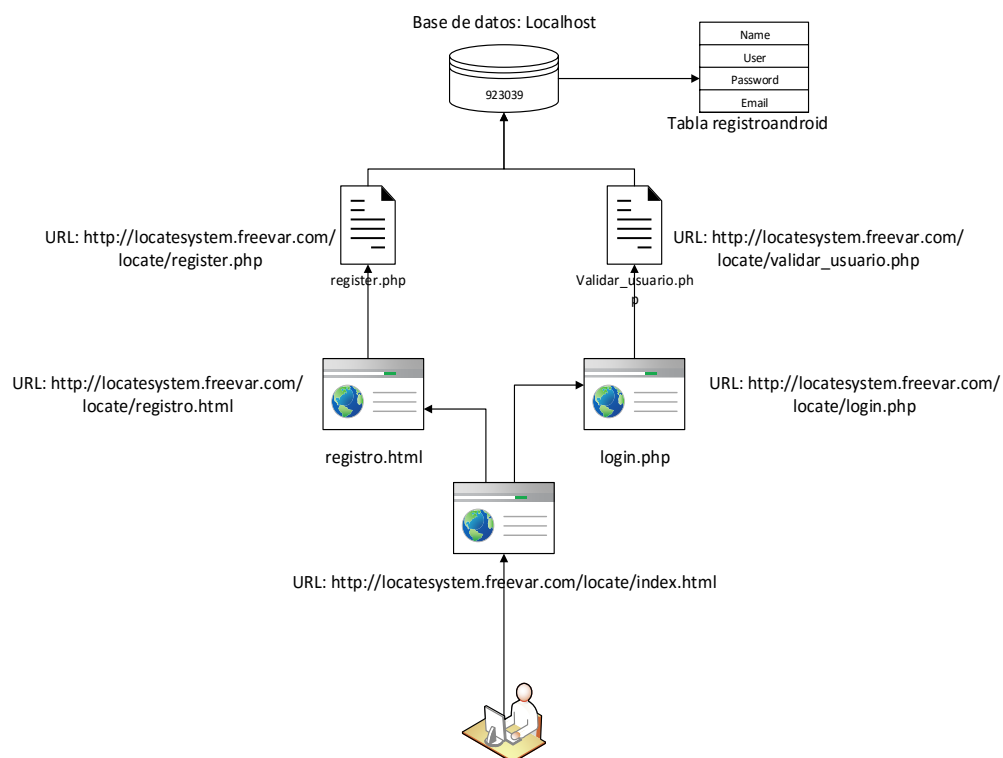 Base de datos: Localhost
923039
Name
User
Password
Email
Tabla registroandroid
URL: http://locatesystem.freevar.com/
locate/register.php
register.php
URL: http://locatesystem.freevar.com/
locate/validar_usuario.php
Validar_usuario.ph
p
URL: http://locatesystem.freevar.com/
locate/registro.html
registro.html
URL: http://locatesystem.freevar.com/
locate/login.php
login.php
URL: http://locatesystem.freevar.com/locate/index.html